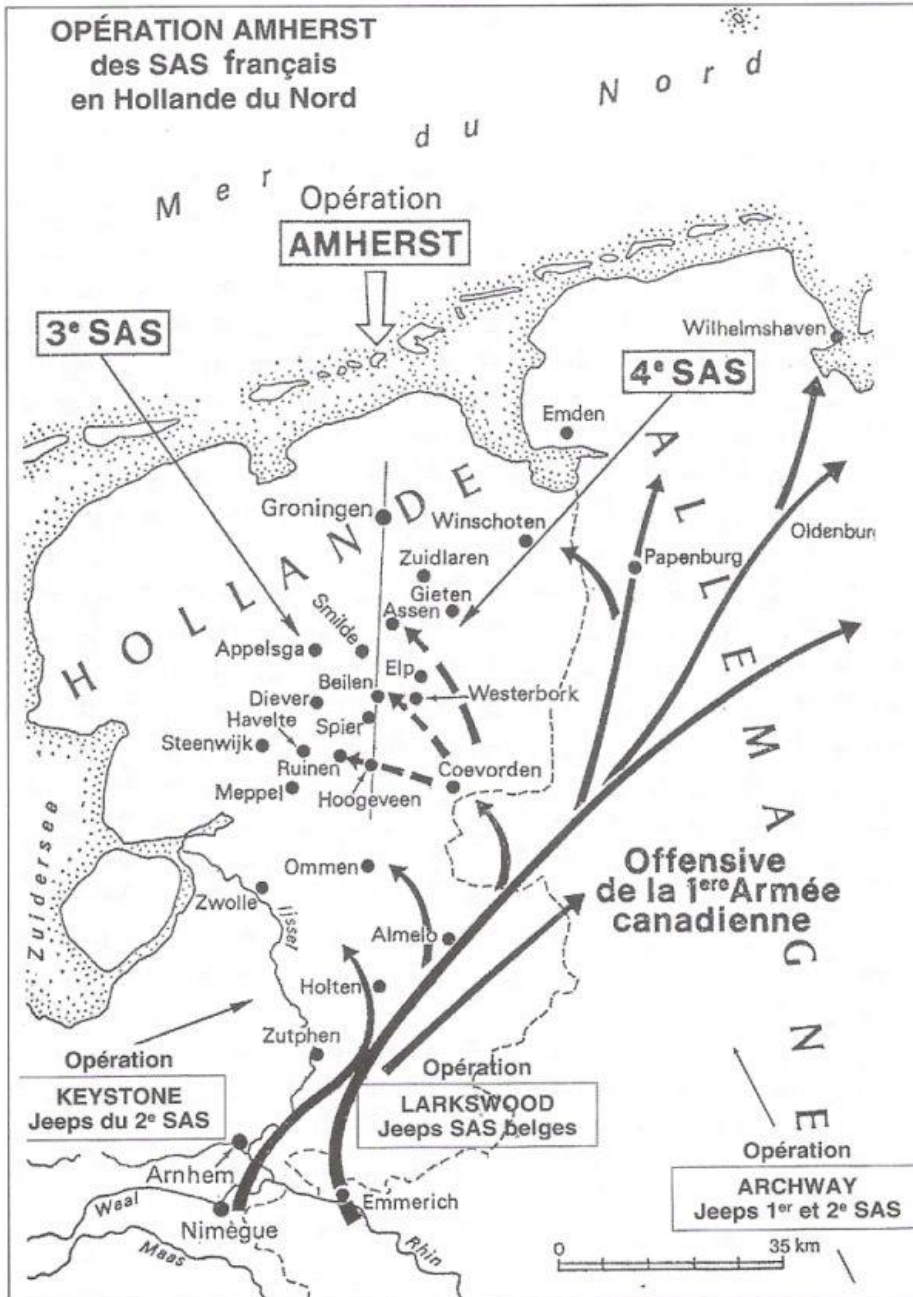 OPÉRATION AMHERST
des SAS français
en Hollande du Nord
Mer du Nord
Opération
AMHERST
3e SAS
4e SAS
Wilhelmshaven
Emden
HOLLANDE
ALLEMAGNE
Groningen
Winschoten
Zuidlaren
Gieten
Assen
Smilde
Appelsga
Papenburg
Oldenburg
Elp
Beilen
Westerbork
Diever
Havelte
Spier
Steenwijk
Ruinen
Coevorden
Meppel
Hoogeveen
Zuidersee
Ommen
Zwolle
Ijssel
Offensive
de la 1ere Armée
canadienne
Almelo
Holten
Zutphen
Opération
KEYSTONE
Jeeps du 2e SAS
Opération
LARKSWOOD
Jeeps SAS belges
Opération
ARCHWAY
Jeeps 1er et 2e SAS
Arnhem
Emmerich
Waal
Nimègue
Maas
Rhin
0 35 km